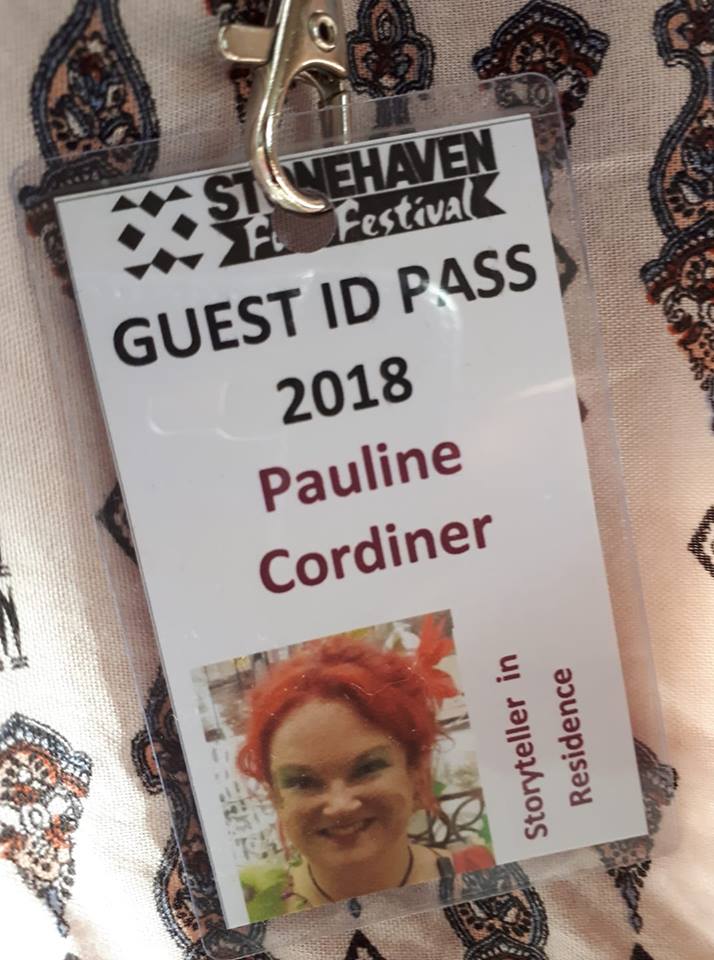 STONEHAVEN
Festival
GUEST ID PASS
2018
Pauline
Cordiner
Storyteller in
Residence